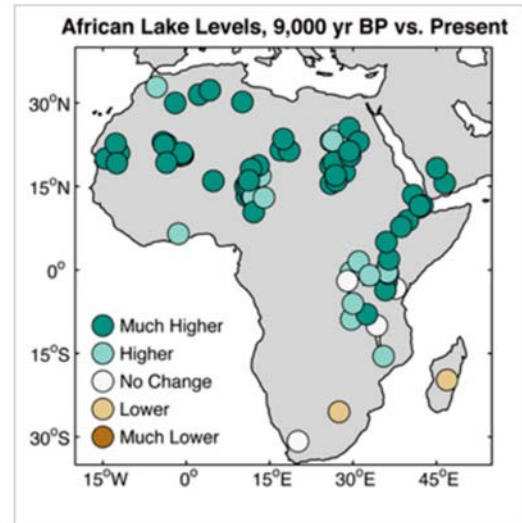 African Lake Levels, 9,000 yr BP vs. Present
30°N
15°N
0°
15°S
30°S
Much Higher
Higher
No Change
Lower
Much Lower
15°W
0°
15°E
30°E
45°E